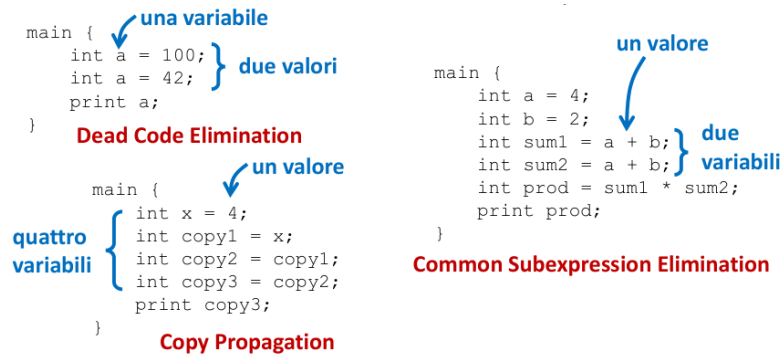 una variabile
main {
int a = 100;
int a = 42;
due valori
print a;
}
Dead Code Elimination
un valore
main {
int x = 4;
int copy1 = x;
quattro
variabili
int copy2 = copy1;
int copy3 = copy2;
print copy3;
}
Copy Propagation
un valore
main {
int a = 4;
int b = 2;
int sum1 = a + b;
int sum2 = a + b;
due
variabili
int prod = sum1 * sum2;
print prod;
}
Common Subexpression Elimination